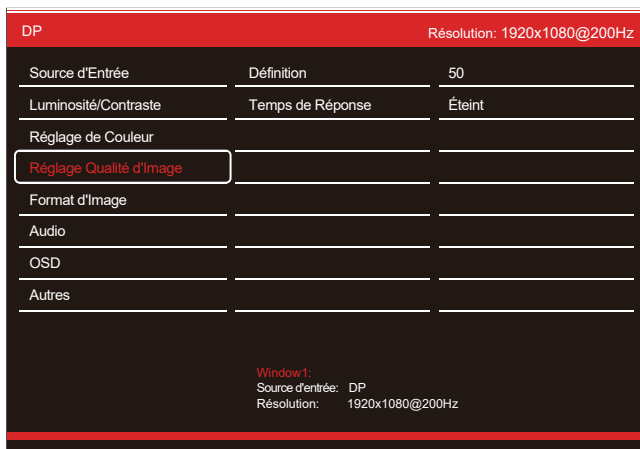 DP Résolution: 1920x1080@200Hz
Source d'Entrée Définition 50
Luminosité/Contraste Temps de Réponse Éteint
Réglage de Couleur
Réglage Qualité d'Image
Format d'Image
Audio
OSD
Autres
Window1:
Source d'entrée: DP
Résolution: 1920x1080@200Hz